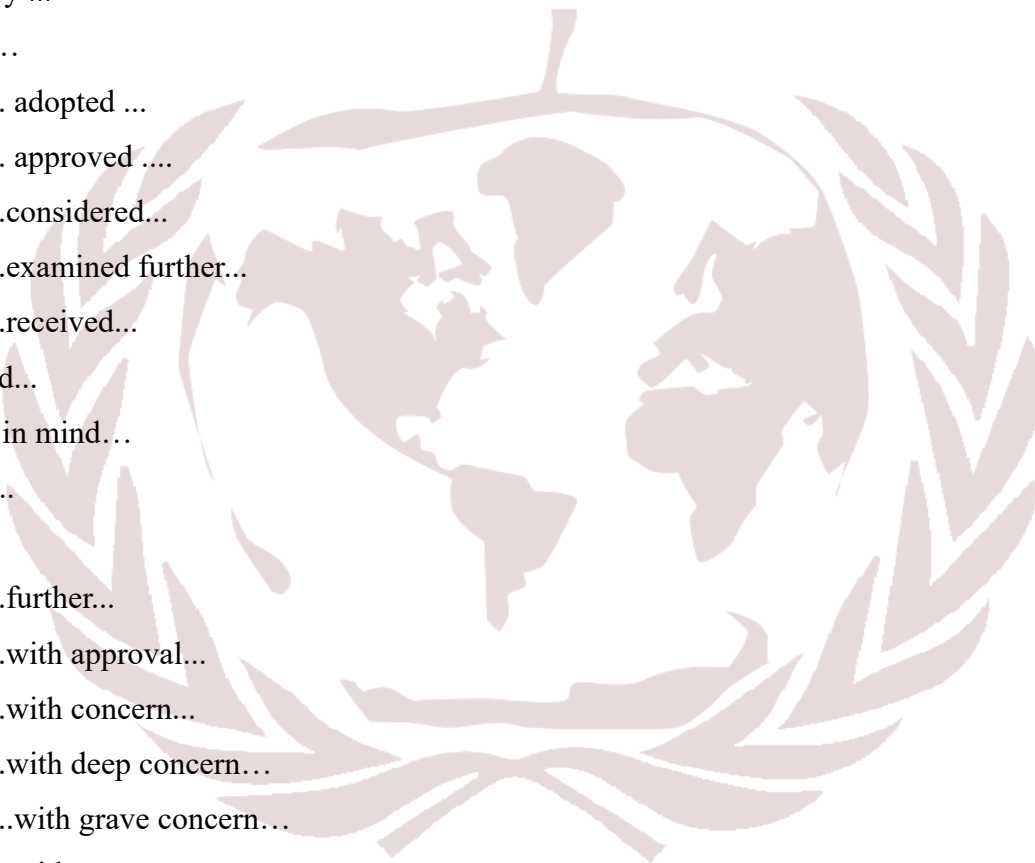 ...
…
. adopted ...
. approved ....
.considered...
.examined further...
.received...
d...
in mind…
..
.further...
.with approval...
.with concern...
.with deep concern…
..with grave concern…